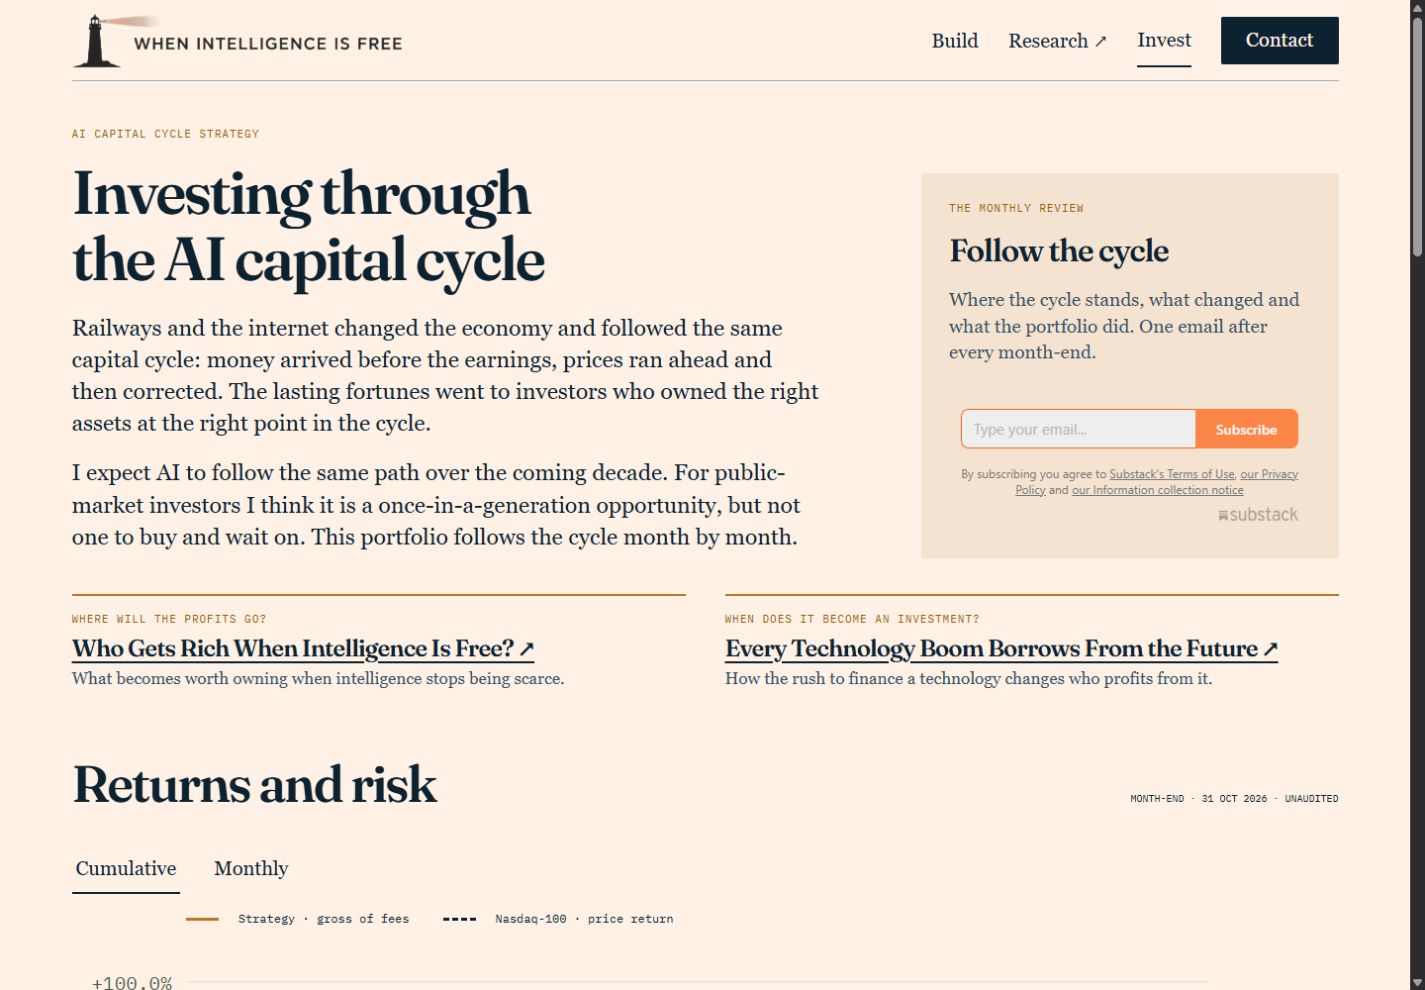 WHEN INTELLIGENCE IS FREE
Build
Research ↗
Invest
Contact
AI CAPITAL CYCLE STRATEGY
Investing through
the AI capital cycle
Railways and the internet changed the economy and followed the same
capital cycle: money arrived before the earnings, prices ran ahead and
then corrected. The lasting fortunes went to investors who owned the right
assets at the right point in the cycle.
I expect AI to follow the same path over the coming decade. For public-
market investors I think it is a once-in-a-generation opportunity, but not
one to buy and wait on. This portfolio follows the cycle month by month.
THE MONTHLY REVIEW
Follow the cycle
Where the cycle stands, what changed and
what the portfolio did. One email after
every month-end.
Type your email...
Subscribe
By subscribing you agree to Substack's Terms of Use, our Privacy
Policy and our Information collection notice
substack
WHERE WILL THE PROFITS GO?
Who Gets Rich When Intelligence Is Free? ↗
What becomes worth owning when intelligence stops being scarce.
WHEN DOES IT BECOME AN INVESTMENT?
Every Technology Boom Borrows From the Future ↗
How the rush to finance a technology changes who profits from it.
Returns and risk
MONTH-END · 31 OCT 2026 · UNAUDITED
Cumulative
Monthly
Strategy · gross of fees
Nasdaq-100 · price return
+100.0%